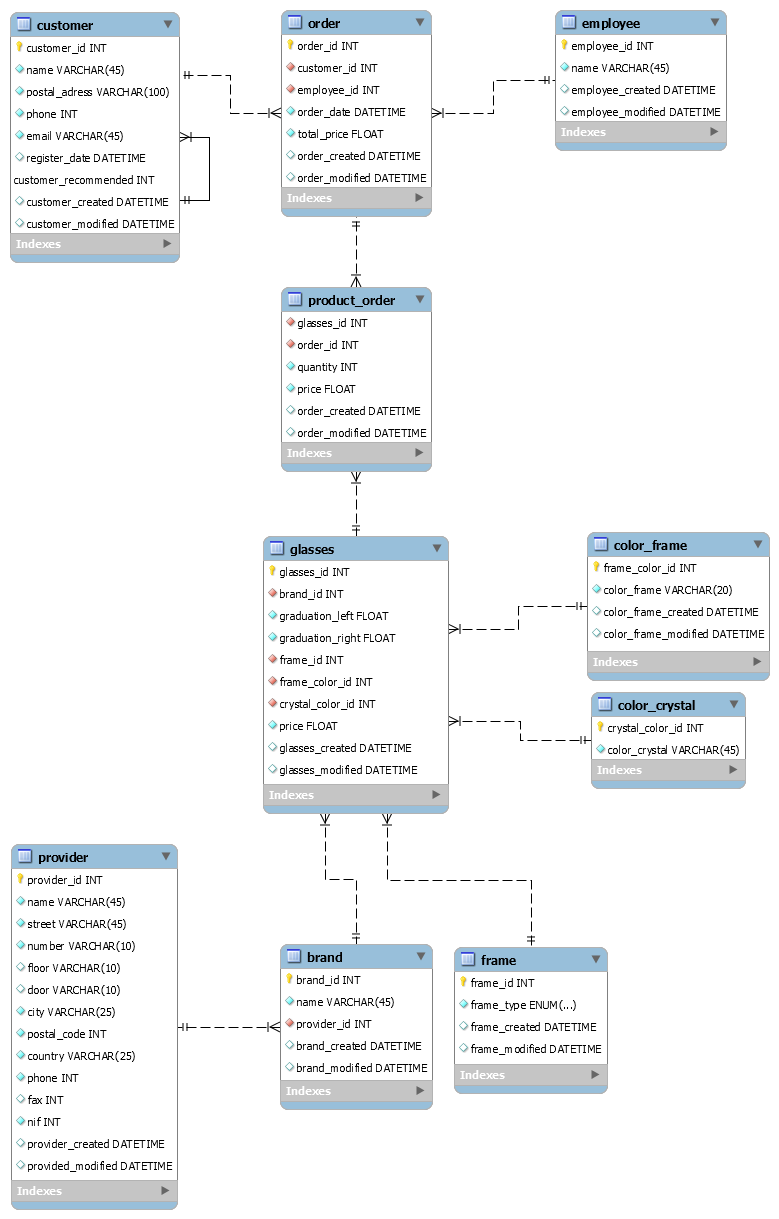 customer
customer_id INT
name VARCHAR(45)
postal_adress VARCHAR(100)
phone INT
email VARCHAR(45)
register_date DATETIME
customer_recommended INT
customer_created DATETIME
customer_modified DATETIME
Indexes
order
order_id INT
customer_id INT
employee_id INT
order_date DATETIME
total_price FLOAT
order_created DATETIME
order_modified DATETIME
Indexes
employee
employee_id INT
name VARCHAR(45)
employee_created DATETIME
employee_modified DATETIME
Indexes
product_order
glasses_id INT
order_id INT
quantity INT
price FLOAT
order_created DATETIME
order_modified DATETIME
Indexes
glasses
glasses_id INT
brand_id INT
graduation_left FLOAT
graduation_right FLOAT
frame_id INT
frame_color_id INT
crystal_color_id INT
price FLOAT
glasses_created DATETIME
glasses_modified DATETIME
Indexes
color_frame
frame_color_id INT
color_frame VARCHAR(20)
color_frame_created DATETIME
color_frame_modified DATETIME
Indexes
color_crystal
crystal_color_id INT
color_crystal VARCHAR(45)
Indexes
provider
provider_id INT
name VARCHAR(45)
street VARCHAR(45)
number VARCHAR(10)
floor VARCHAR(10)
door VARCHAR(10)
city VARCHAR(25)
postal_code INT
country VARCHAR(25)
phone INT
fax INT
nif INT
provider_created DATETIME
provided_modified DATETIME
Indexes
brand
brand_id INT
name VARCHAR(45)
provider_id INT
brand_created DATETIME
brand_modified DATETIME
Indexes
frame
frame_id INT
frame_type ENUM(...)
frame_created DATETIME
frame_modified DATETIME
Indexes